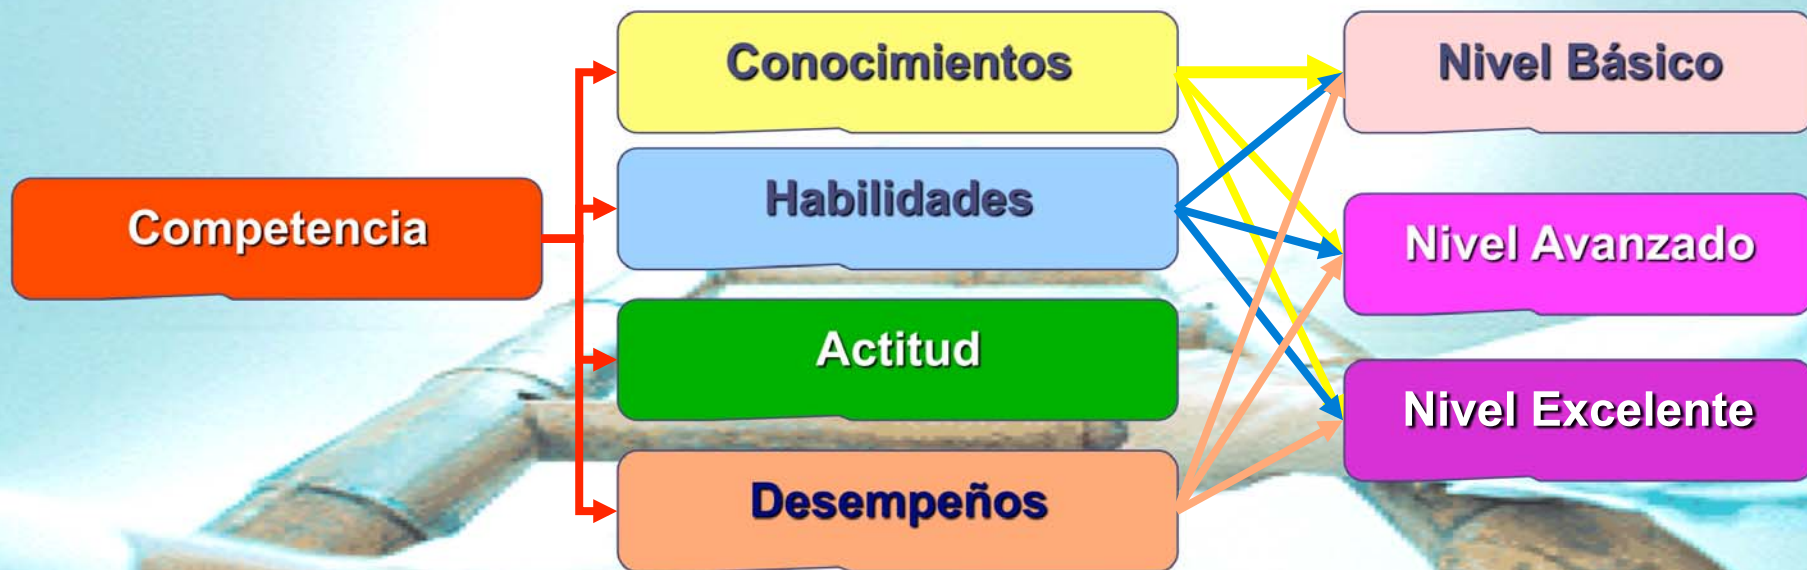 Competencia
Conocimientos
Habilidades
Actitud
Desempeños
Nivel Básico
Nivel Avanzado
Nivel Excelente